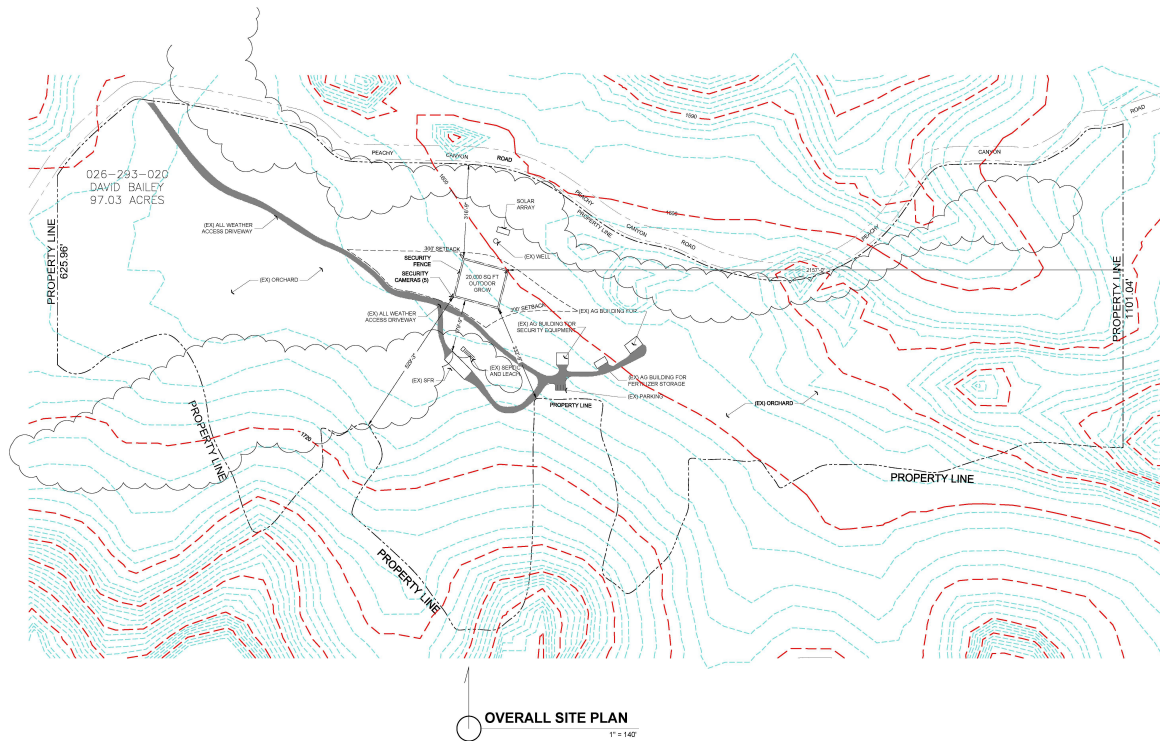 ROAD
1690
CANYON
PEACHY
CANYON
ROAD
026-293-020
DAVID BAILEY
97.03 ACRES
1600
PEACHY
SOLAR
ARRAY
PROPERTY LINE
CANYON
ROAD
PEACHY
(EX) ALL WEATHER
ACCESS DRIVEWAY
300' SETBACK
SECURITY
FENCE
(EX) WELL
PROPERTY LINE
625.96'
(EX) ORCHARD
SECURITY
CAMERAS (5)
20,000 SQ FT
OUTDOOR
GROW
PROPERTY LINE
1101.04'
(EX) ALL WEATHER
ACCESS DRIVEWAY
300' SETBACK
(EX) AG BUILDING FOR
(EX) AG BUILDING FOR
SECURITY EQUIPMENT
(EX) SEPTIC
AND LEACH
(EX) SFR
(EX) AG BUILDING FOR
FERTILIZER STORAGE
(EX) PARKING
PROPERTY LINE
(EX) ORCHARD
1700
PROPERTY LINE
PROPERTY LINE
PROPERTY LINE
OVERALL SITE PLAN
1" = 140'